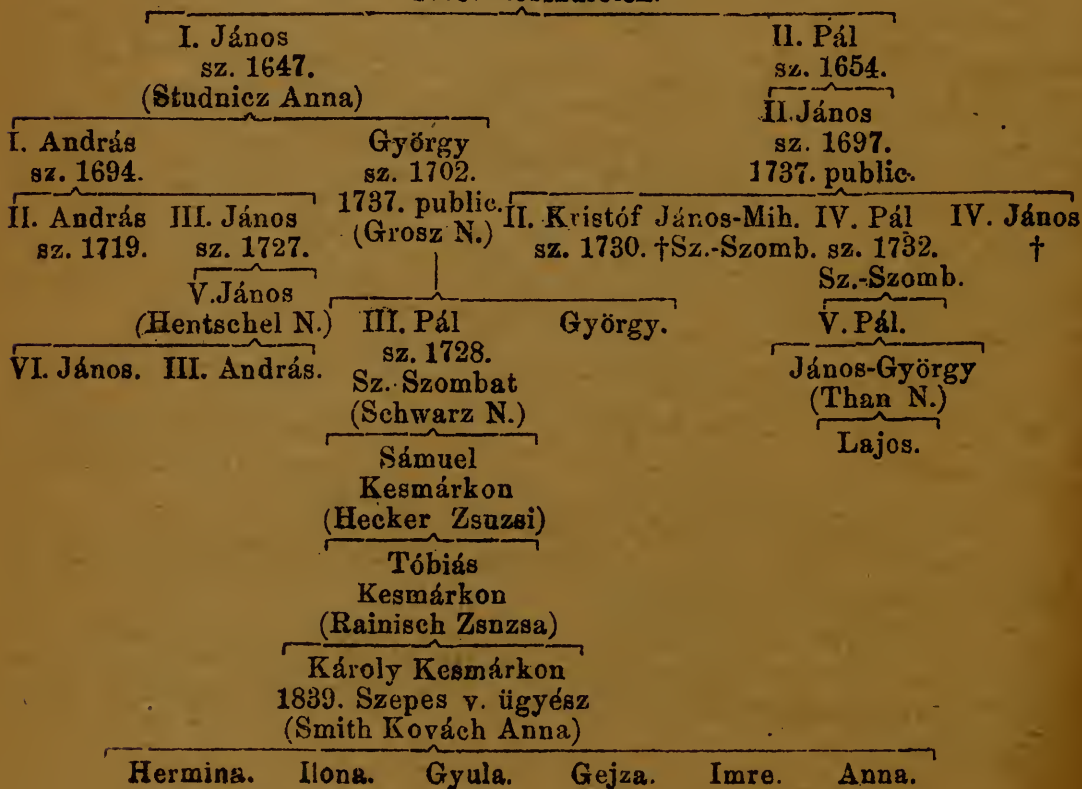 I. János II. Pál
sz. 1647. sz. 1654.
(Studnicz Anna) II.János
I. András György sz. 1697.
sz. 1694. sz. 1702. 1737. public.
1737. public.
II. András III. János (Grosz N.) II. Kristóf János-Mih. IV. Pál IV. János
sz. 1719. sz. 1727. sz. 1730. †Sz.-Szomb. sz. 1732. †
Sz.-Szomb.
V.János
(Hentschel N.) III. Pál György. V. Pál.
VI. János. III. András. sz. 1728. János-György
Sz.-Szombat (Than N.)
(Schwarz N.) Lajos.
Sámuel
Kesmárkon
(Hecker Zsuzsi)
Tóbiás
Kesmárkon
(Rainisch Zsnzsa)
Károly Kesmárkon
1839. Szepes v. ügyész
(Smith Kovách Anna)
Hermina. Ilona. Gyula. Gejza. Imre. Anna.